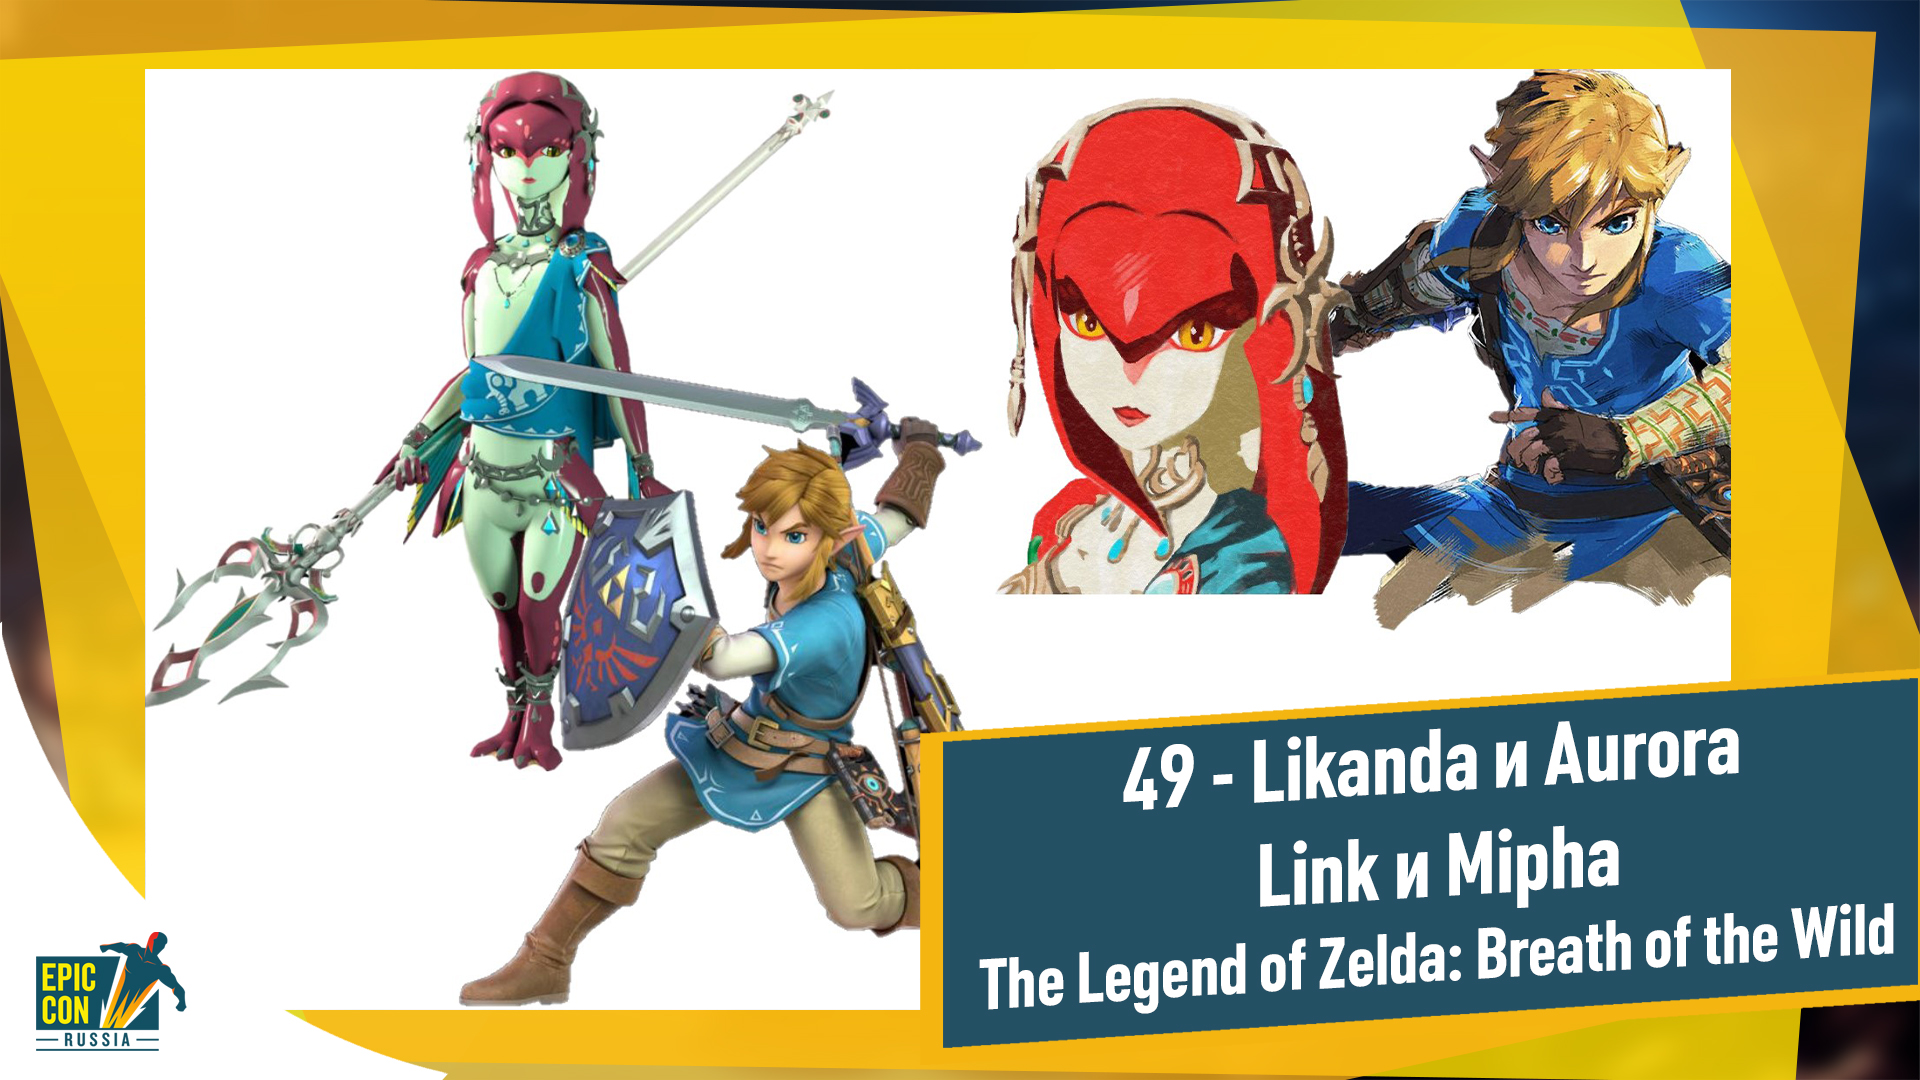 49 - Likanda и Aurora
Link и Mipha
The Legend of Zelda: Breath of the Wild
EPIC
CON
RUSSIA